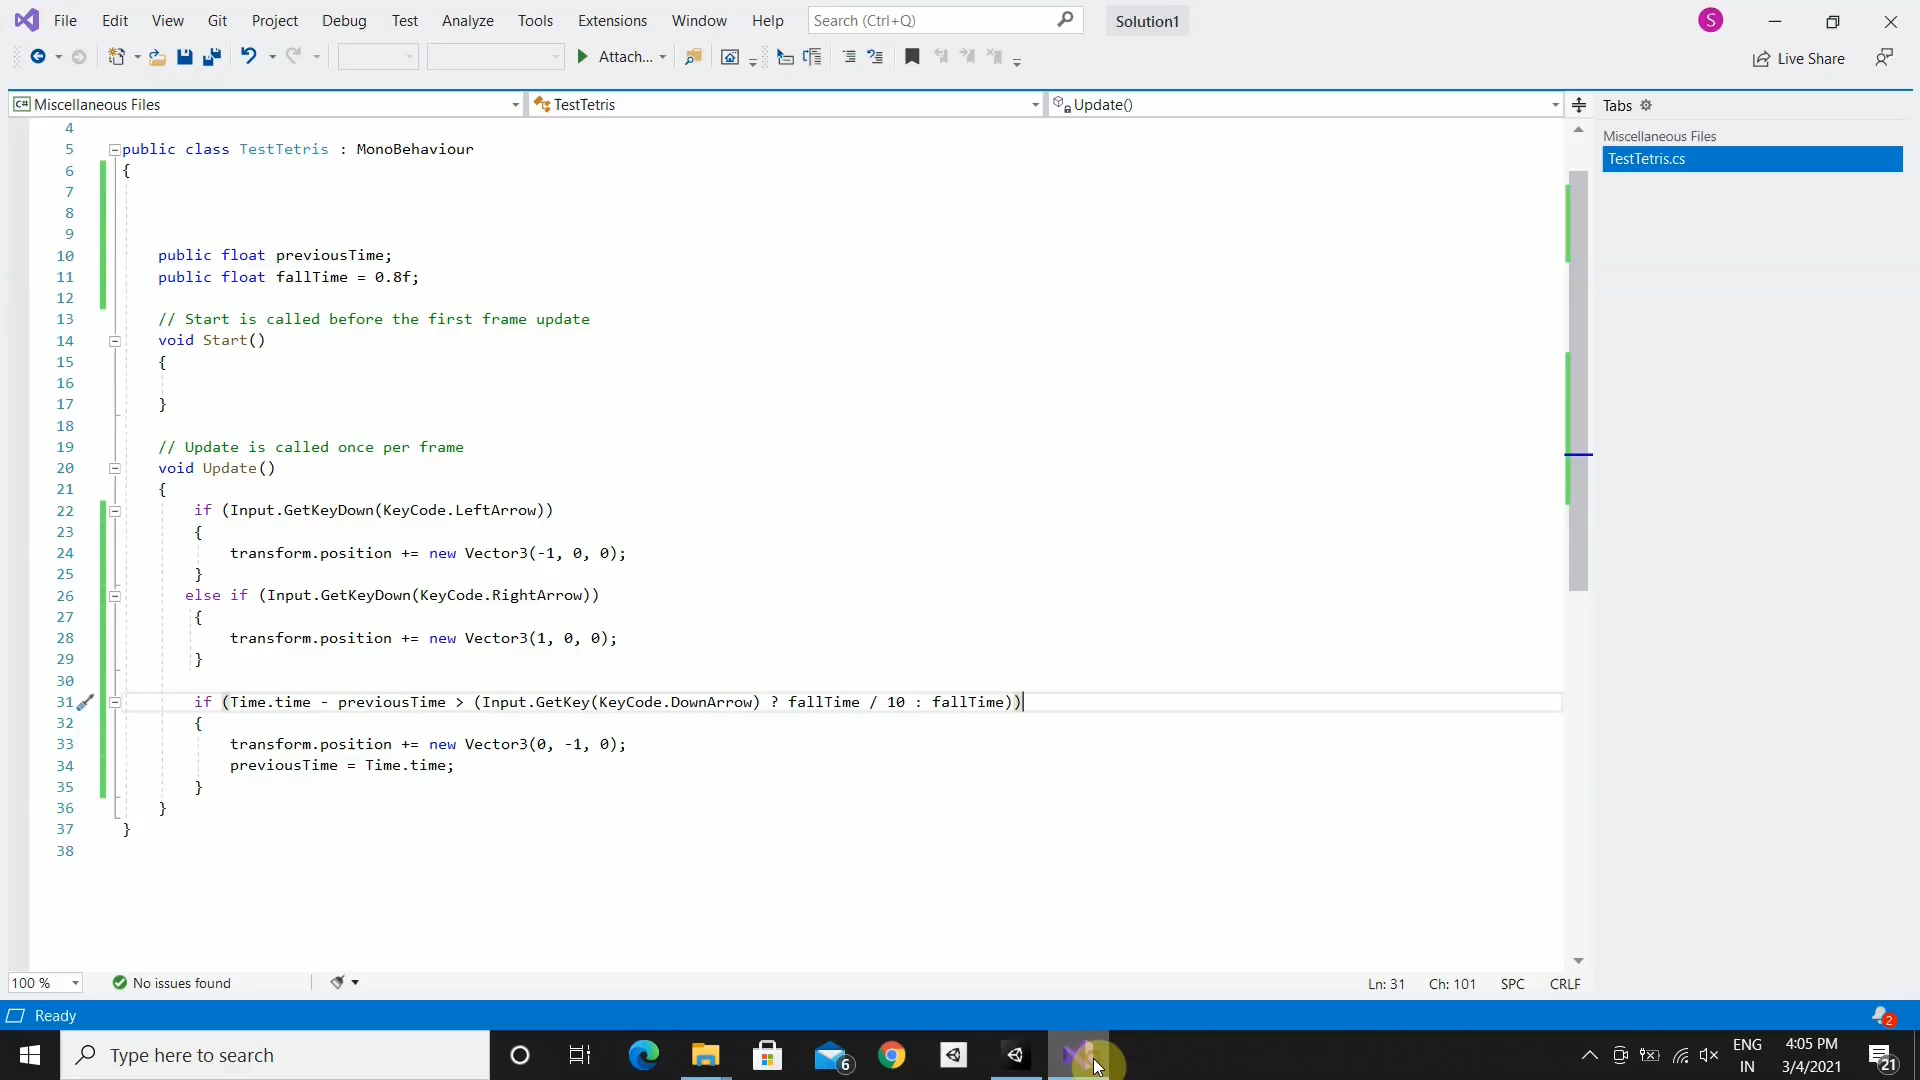 File Edit View Git Project Debug Test Analyze Tools Extensions Window Help Search (Ctrl+Q) Solution1 S
Attach... Live Share
C# Miscellaneous Files TestTetris Update() Tabs
Miscellaneous Files
TestTetris.cs
4
5 public class TestTetris : MonoBehaviour
6 {
7
8
9
10 public float previousTime;
11 public float fallTime = 0.8f;
12
13 // Start is called before the first frame update
14 void Start()
15 {
16
17 }
18
19 // Update is called once per frame
20 void Update()
21 {
22 if (Input.GetKeyDown(KeyCode.LeftArrow))
23 {
24 transform.position += new Vector3(-1, 0, 0);
25 }
26 else if (Input.GetKeyDown(KeyCode.RightArrow))
27 {
28 transform.position += new Vector3(1, 0, 0);
29 }
30
31 if (Time.time - previousTime > (Input.GetKey(KeyCode.DownArrow) ? fallTime / 10 : fallTime))
32 {
33 transform.position += new Vector3(0, -1, 0);
34 previousTime = Time.time;
35 }
36 }
37 }
38
100 % No issues found Ln: 31 Ch: 101 SPC CRLF
Ready 2
Type here to search 6 ENG IN 4:05 PM 3/4/2021 21